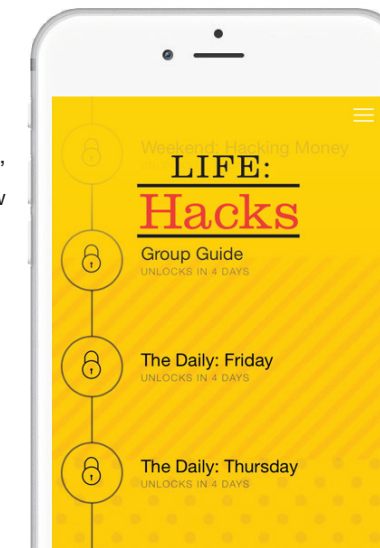 Weekend: Hacking Money
LIFE:
Hacks
Group Guide
UNLOCKS IN 4 DAYS
The Daily: Friday
UNLOCKS IN 4 DAYS
The Daily: Thursday
UNLOCKS IN 4 DAYS